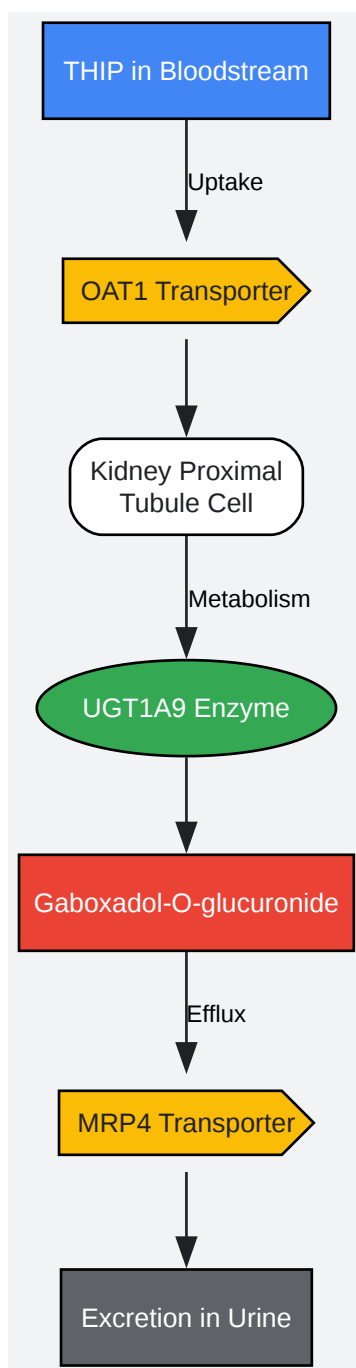 THIP in Bloodstream
Uptake
OAT1 Transporter
Kidney Proximal
Tubule Cell
Metabolism
UGT1A9 Enzyme
Gaboxadol-O-glucuronide
Efflux
MRP4 Transporter
Excretion in Urine